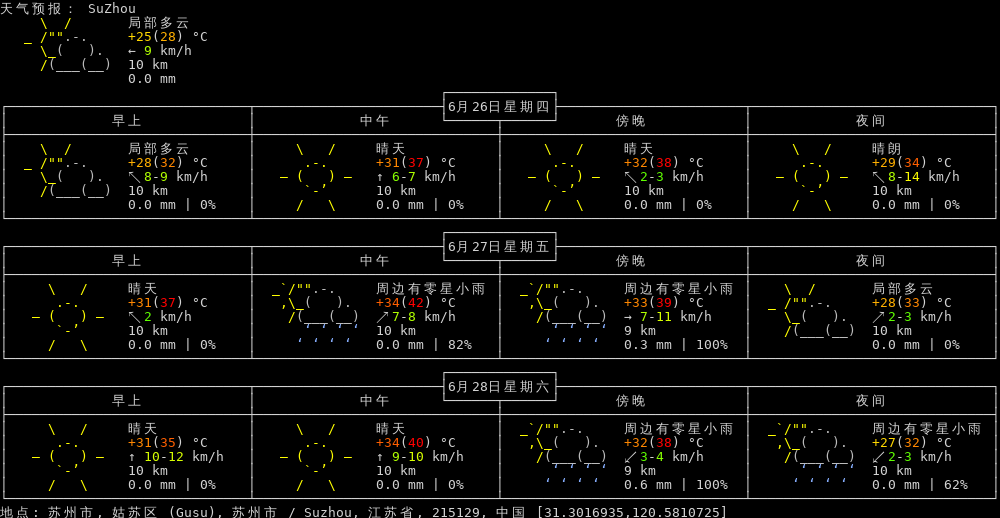 天气预报： SuZhou
局部多云
+25(28) °C
← 9 km/h
10 km
0.0 mm
6月26日星期四
早上 中午 傍晚 夜间
局部多云 晴天 晴天 晴朗
+28(32) °C +31(37) °C +32(38) °C +29(34) °C
↖ 8-9 km/h ↑ 6-7 km/h ↖ 2-3 km/h ↖ 8-14 km/h
10 km 10 km 10 km 10 km
0.0 mm | 0% 0.0 mm | 0% 0.0 mm | 0% 0.0 mm | 0%
6月27日星期五
早上 中午 傍晚 夜间
晴天 周边有零星小雨 周边有零星小雨 局部多云
+31(37) °C +34(42) °C +33(39) °C +28(33) °C
↖ 2 km/h ↗ 7-8 km/h → 7-11 km/h ↗ 2-3 km/h
10 km 10 km 9 km 10 km
0.0 mm | 0% 0.0 mm | 82% 0.3 mm | 100% 0.0 mm | 0%
6月28日星期六
早上 中午 傍晚 夜间
晴天 晴天 周边有零星小雨 周边有零星小雨
+31(35) °C +34(40) °C +32(38) °C +27(32) °C
↑ 10-12 km/h ↑ 9-10 km/h ↙ 3-4 km/h ↙ 2-3 km/h
10 km 10 km 9 km 10 km
0.0 mm | 0% 0.0 mm | 0% 0.6 mm | 100% 0.0 mm | 62%
地点: 苏州市, 姑苏区 (Gusu), 苏州市 / Suzhou, 江苏省, 215129, 中国 [31.3016935,120.5810725]